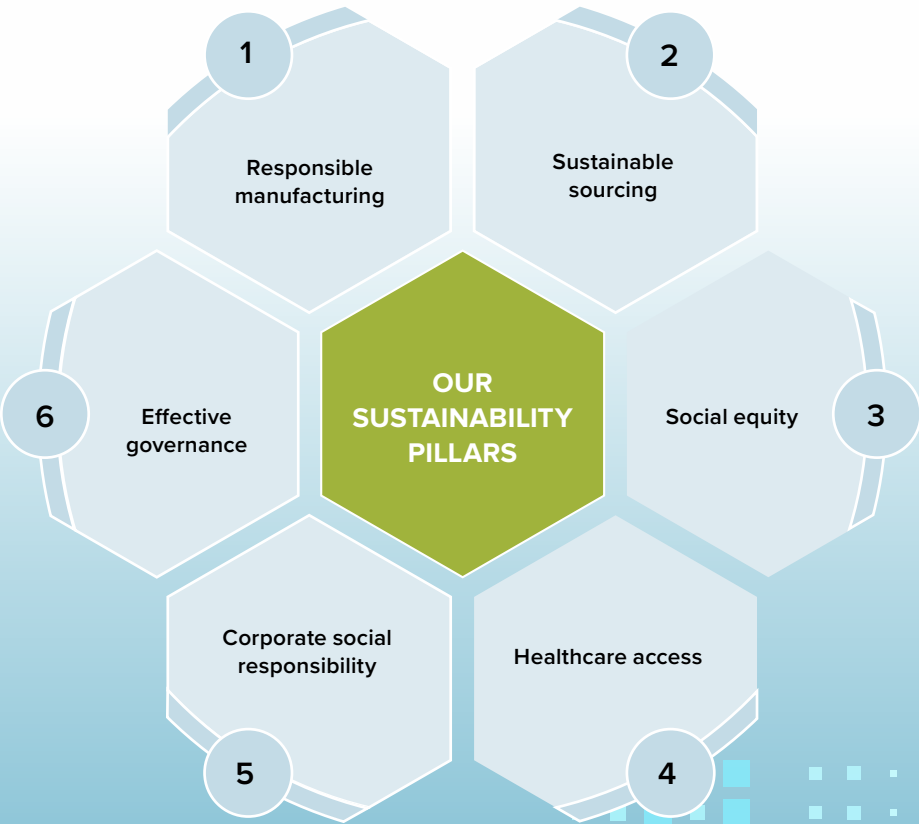 1
Responsible
manufacturing
2
Sustainable
sourcing
OUR
SUSTAINABILITY
PILLARS
Social equity
3
Healthcare access
4
Corporate social
responsibility
5
Effective
governance
6